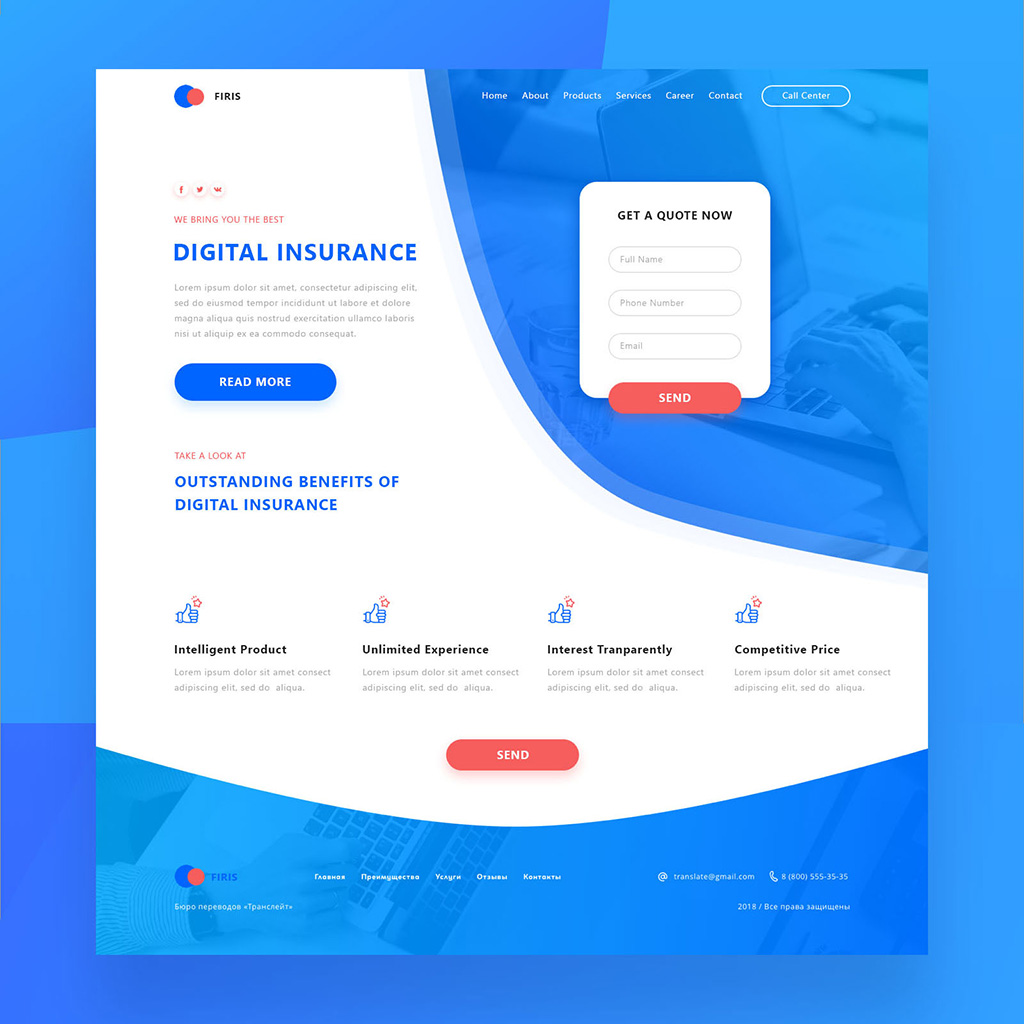 FIRIS
Home About Products Services Career Contact Call Center
WE BRING YOU THE BEST
DIGITAL INSURANCE
Lorem ipsum dolor sit amet, consectetur adipiscing elit,
sed do eiusmod tempor incididunt ut labore et dolore
magna aliqua quis nostrud exercitation ullamco laboris
nisi ut aliquip ex ea commodo consequat.
READ MORE
GET A QUOTE NOW
Full Name
Phone Number
Email
SEND
TAKE A LOOK AT
OUTSTANDING BENEFITS OF
DIGITAL INSURANCE
Intelligent Product
Lorem ipsum dolor sit amet consect
adipiscing elit, sed do aliqua.
Unlimited Experience
Lorem ipsum dolor sit amet consect
adipiscing elit, sed do aliqua.
Interest Tranparently
Lorem ipsum dolor sit amet consect
adipiscing elit, sed do aliqua.
Competitive Price
Lorem ipsum dolor sit amet consect
adipiscing elit, sed do aliqua.
SEND
FIRIS
Главная Преимущества Услуги Отзывы Контакты
translate@gmail.com 8 (800) 555-35-35
Бюро переводов «Транслейт»
2018 / Все права защищены